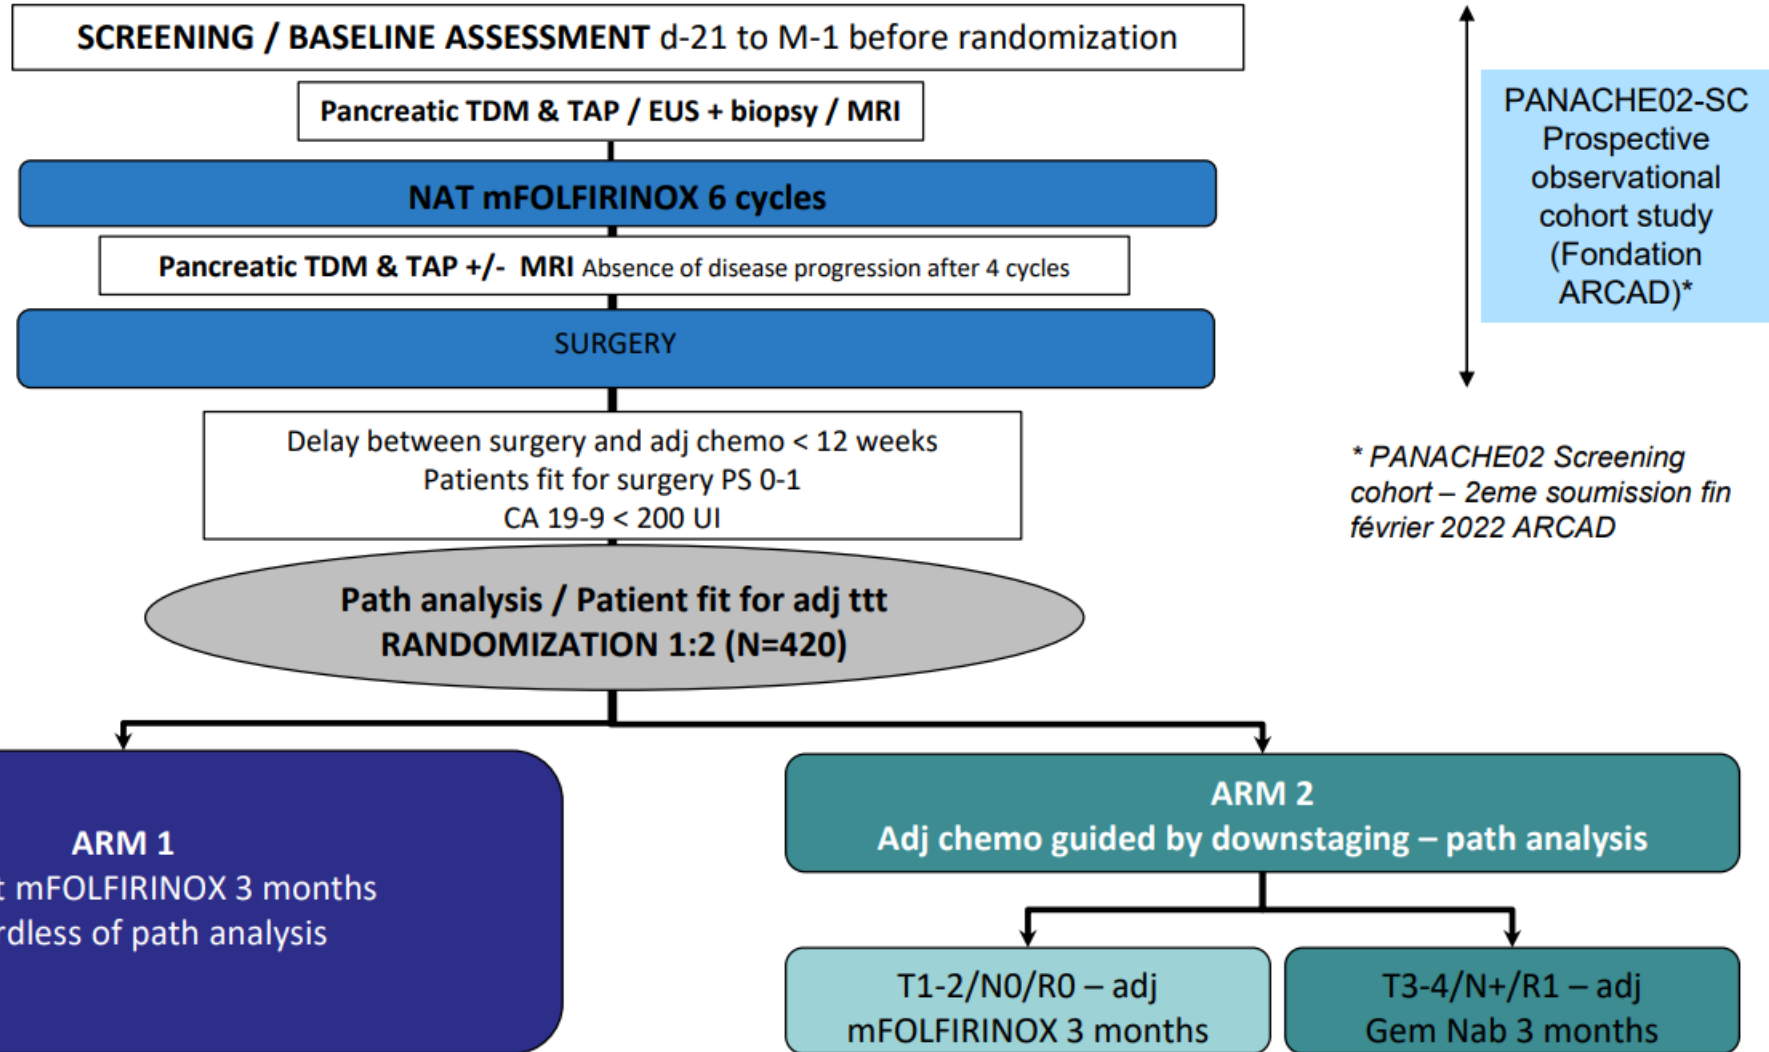 SCREENING / BASELINE ASSESSMENT d-21 to M-1 before randomization
Pancreatic TDM & TAP / EUS + biopsy / MRI
NAT mFOLFIRINOX 6 cycles
Pancreatic TDM & TAP +/- MRI Absence of disease progression after 4 cycles
SURGERY
Delay between surgery and adj chemo < 12 weeks
Patients fit for surgery PS 0-1
CA 19-9 < 200 UI
Path analysis / Patient fit for adj ttt
RANDOMIZATION 1:2 (N=420)
PANACHE02-SC
Prospective
observational
cohort study
(Fondation
ARCAD)*
* PANACHE02 Screening
cohort – 2eme soumission fin
février 2022 ARCAD
ARM 1
mFOLFIRINOX 3 months
of path analysis
ARM 2
Adj chemo guided by downstaging – path analysis
T1-2/N0/R0 – adj
mFOLFIRINOX 3 months
T3-4/N+/R1 – adj
Gem Nab 3 months